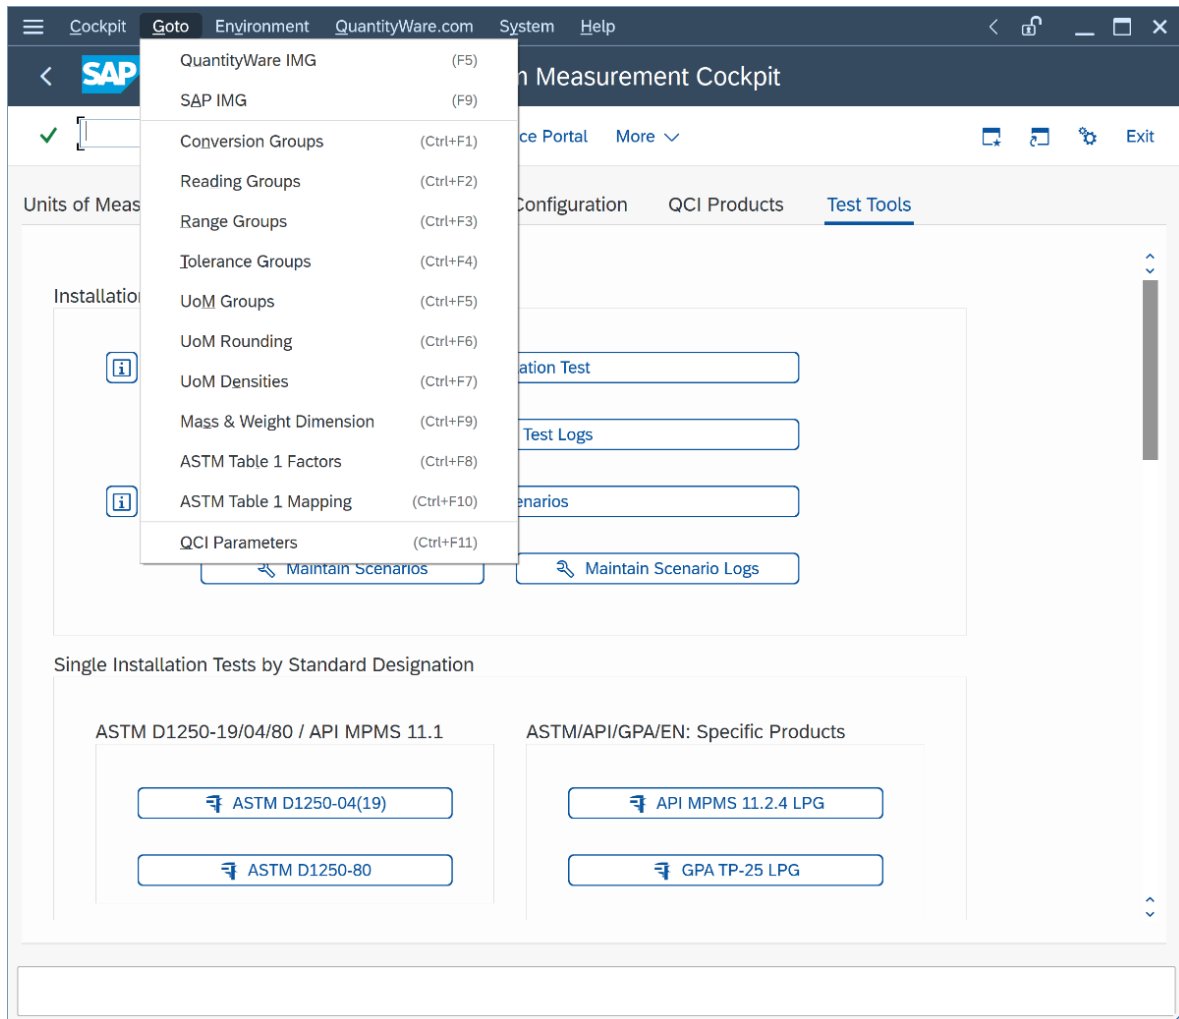 Cockpit Goto Environment QuantityWare.com System Help
SAP n Measurement Cockpit
ce Portal More Exit
QuantityWare IMG (F5)
SAP IMG (F9)
Conversion Groups (Ctrl+F1)
Reading Groups (Ctrl+F2)
Range Groups (Ctrl+F3)
Tolerance Groups (Ctrl+F4)
UoM Groups (Ctrl+F5)
UoM Rounding (Ctrl+F6)
UoM Densities (Ctrl+F7)
Mass & Weight Dimension (Ctrl+F9)
ASTM Table 1 Factors (Ctrl+F8)
ASTM Table 1 Mapping (Ctrl+F10)
QCI Parameters (Ctrl+F11)
Units of Meas Configuration QCI Products Test Tools
Installatio
ation Test
Test Logs
enarios
Maintain Scenarios Maintain Scenario Logs
Single Installation Tests by Standard Designation
ASTM D1250-19/04/80 / API MPMS 11.1 ASTM/API/GPA/EN: Specific Products
ASTM D1250-04(19) API MPMS 11.2.4 LPG
ASTM D1250-80 GPA TP-25 LPG